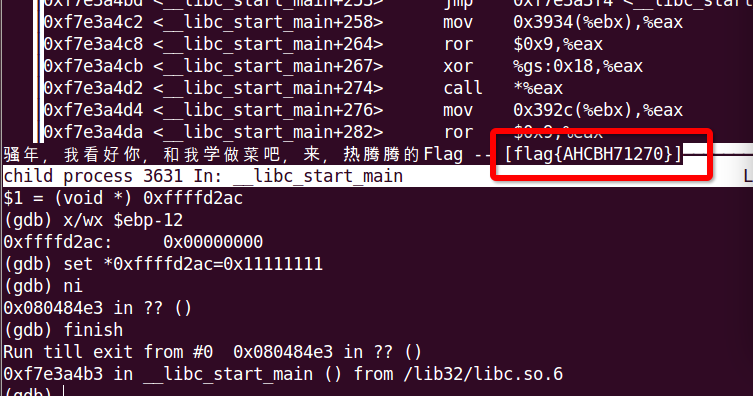 0xf7e3a4bd <__libc_start_main+253> jmp 0xf7e3a3f4 <__libc_star
0xf7e3a4c2 <__libc_start_main+258> mov 0x3934(%ebx),%eax
0xf7e3a4c8 <__libc_start_main+264> ror $0x9,%eax
0xf7e3a4cb <__libc_start_main+267> xor %gs:0x18,%eax
0xf7e3a4d2 <__libc_start_main+274> call *%eax
0xf7e3a4d4 <__libc_start_main+276> mov 0x392c(%ebx),%eax
0xf7e3a4da <__libc_start_main+282> ror $0x9,%eax
骚年，我看好你，和我学做菜吧，来，热腾腾的Flag -- [flag{AHCBH71270}]
child process 3631 In: __libc_start_main L
$1 = (void *) 0xffffd2ac
(gdb) x/wx $ebp-12
0xffffd2ac: 0x00000000
(gdb) set *0xffffd2ac=0x11111111
(gdb) ni
0x080484e3 in ?? ()
(gdb) finish
Run till exit from #0 0x080484e3 in ?? ()
0xf7e3a4b3 in __libc_start_main () from /lib32/libc.so.6
(gdb)